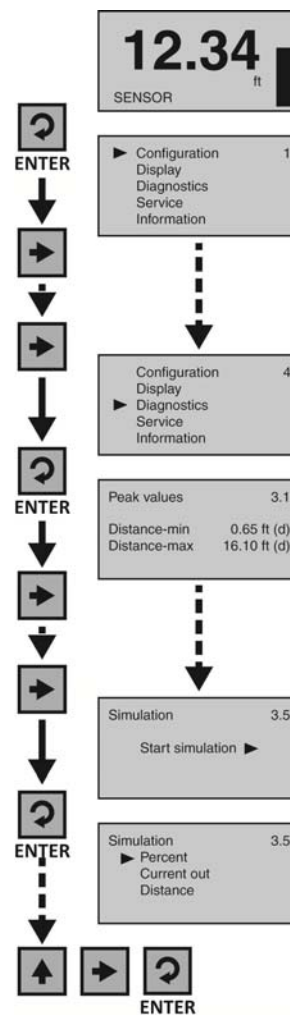 12.34
ft
SENSOR
ENTER
Configuration 1
Display
Diagnostics
Service
Information
Configuration 4
Display
Diagnostics
Service
Information
ENTER
Peak values 3.1
Distance-min 0.65 ft (d)
Distance-max 16.10 ft (d)
Simulation 3.5
Start simulation
ENTER
Simulation 3.5
Percent
Current out
Distance
ENTER